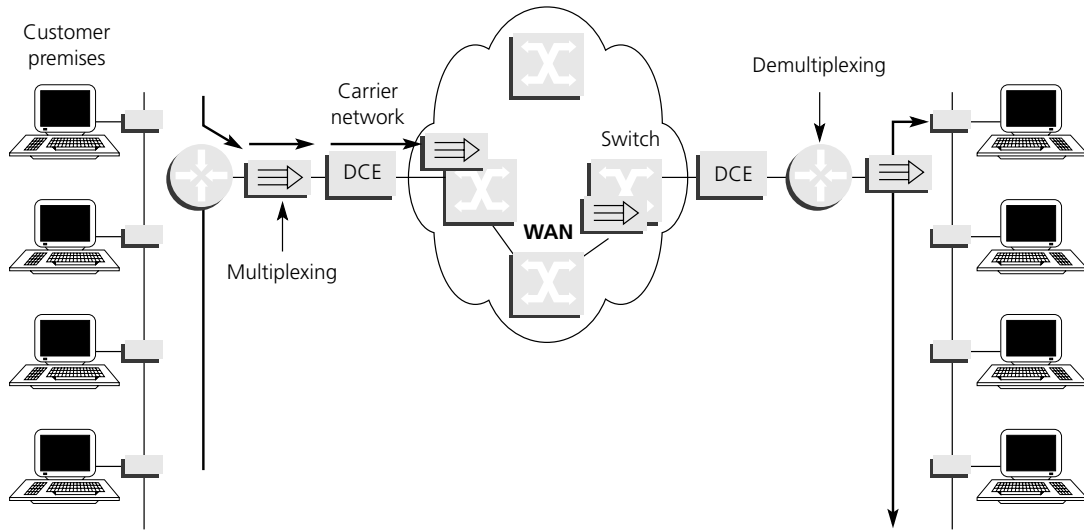 Customer
premises
Carrier
network
Demultiplexing
Switch
DCE
DCE
WAN
Multiplexing